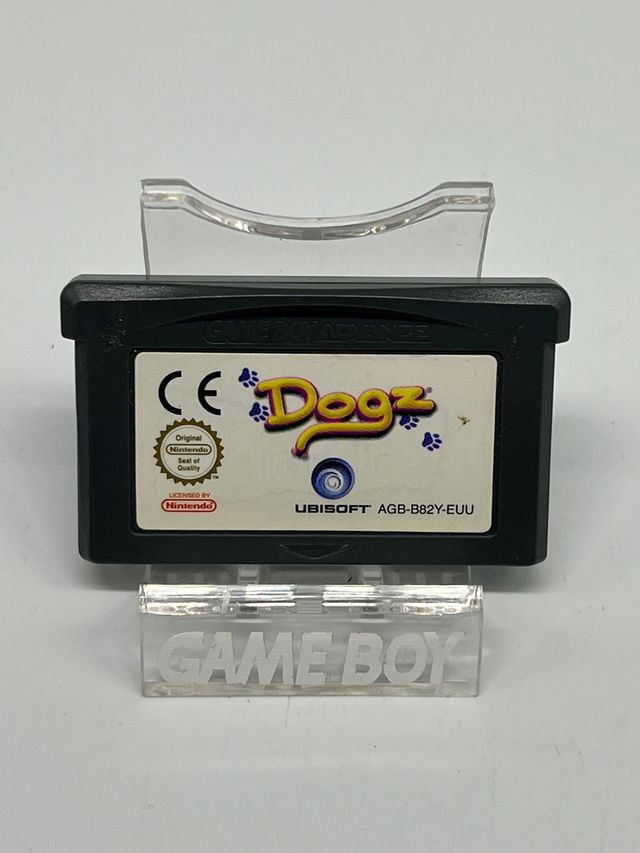 GAME BOY ADVANCE
CE
Dogz
Original
Nintendo
Seal of
Quality
TM
LICENSED BY
Nintendo
UBISOFT AGB-B82Y-EUU
GAME BOY